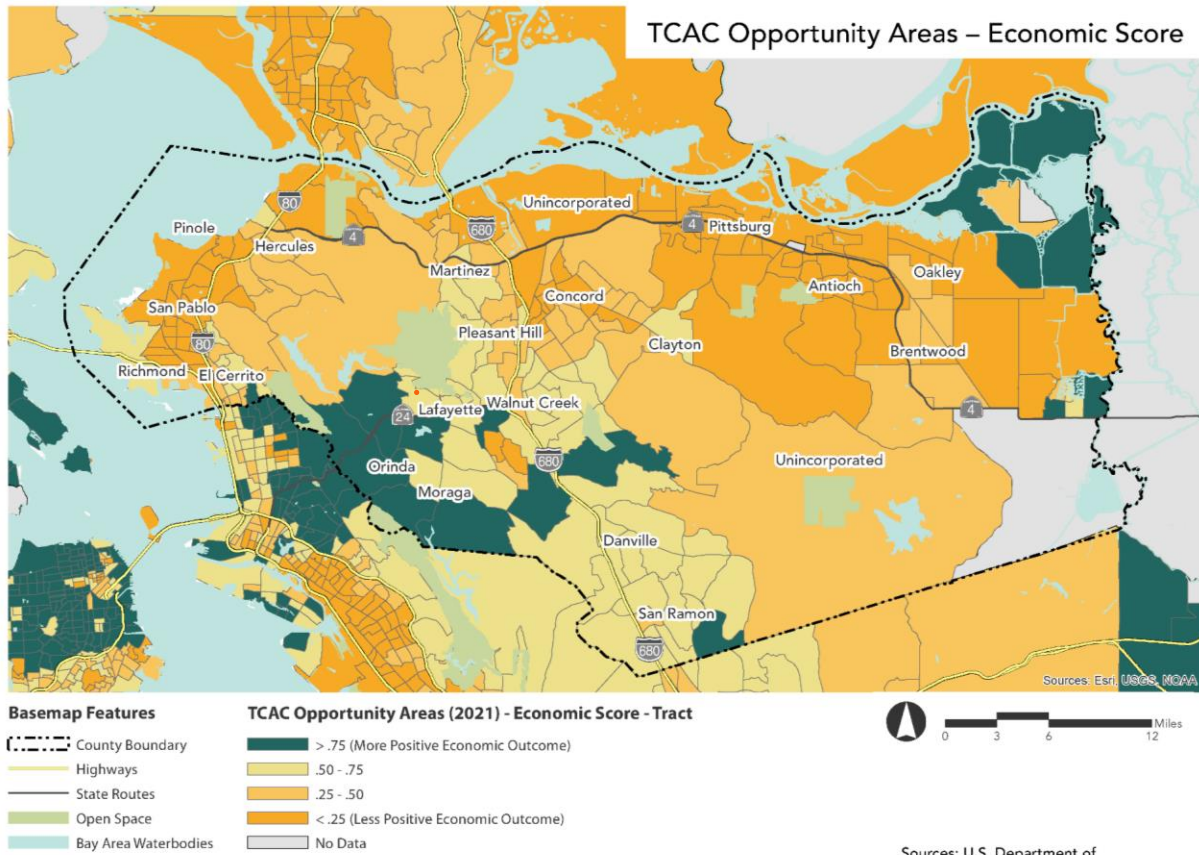 TCAC Opportunity Areas – Economic Score
80
Pinole
Hercules
4
680
Unincorporated
4
Pittsburg
Martinez
Oakley
Antioch
Concord
San Pablo
Pleasant Hill
80
Clayton
Brentwood
Richmond
El Cerrito
24
Lafayette
Walnut Creek
4
Orinda
680
Unincorporated
Moraga
Danville
San Ramon
680
Sources: Esri, USGS, NOAA
Basemap Features
County Boundary
Highways
State Routes
Open Space
Bay Area Waterbodies
TCAC Opportunity Areas (2021) - Economic Score - Tract
> .75 (More Positive Economic Outcome)
.50 - .75
.25 - .50
< .25 (Less Positive Economic Outcome)
No Data
Miles
0 3 6 12
Sources: U.S. Department of